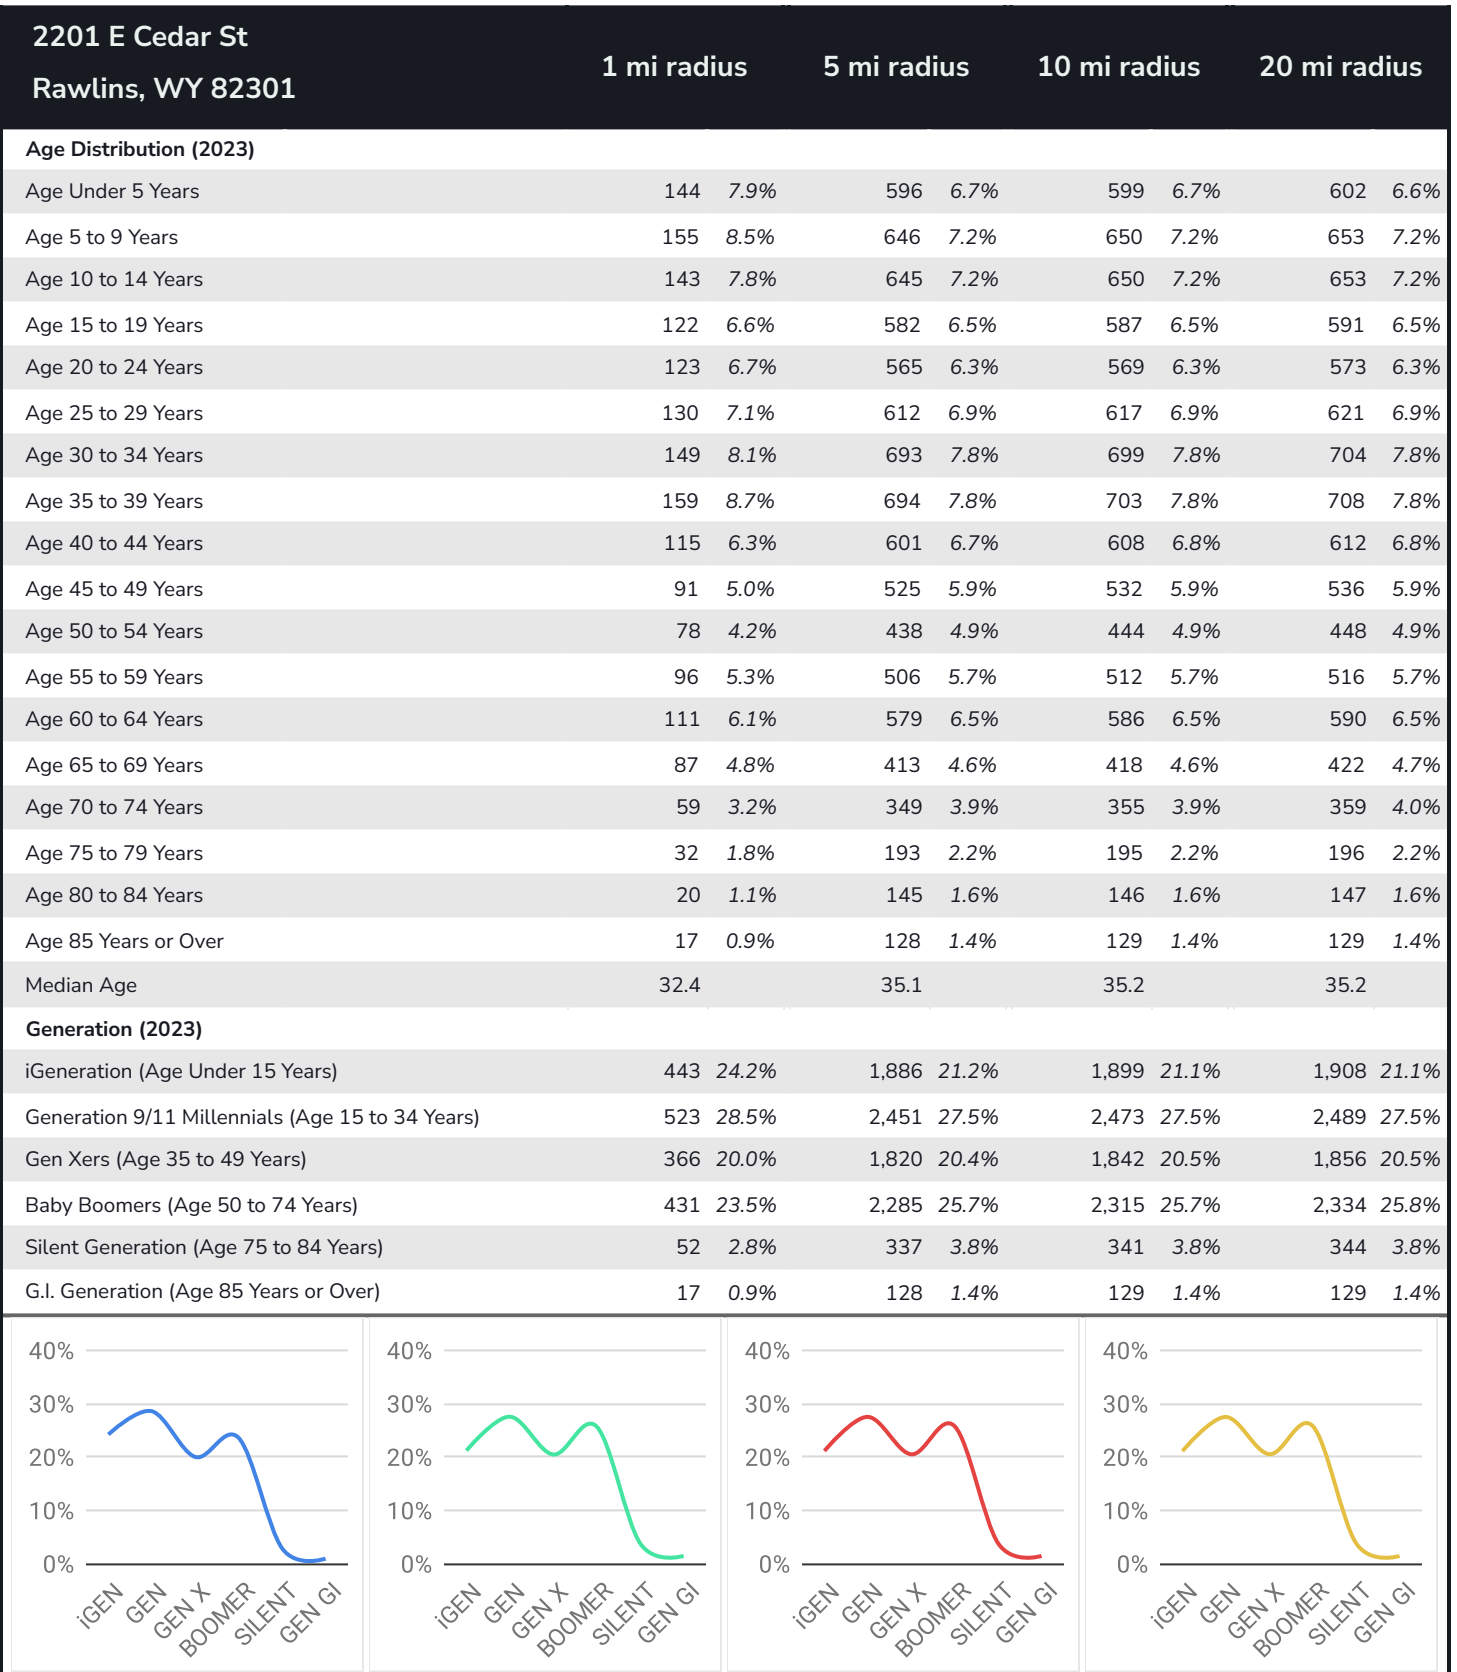 2201 E Cedar St
Rawlins, WY 82301
1 mi radius 5 mi radius 10 mi radius 20 mi radius
Age Distribution (2023)
Age Under 5 Years 144 7.9% 596 6.7% 599 6.7% 602 6.6%
Age 5 to 9 Years 155 8.5% 646 7.2% 650 7.2% 653 7.2%
Age 10 to 14 Years 143 7.8% 645 7.2% 650 7.2% 653 7.2%
Age 15 to 19 Years 122 6.6% 582 6.5% 587 6.5% 591 6.5%
Age 20 to 24 Years 123 6.7% 565 6.3% 569 6.3% 573 6.3%
Age 25 to 29 Years 130 7.1% 612 6.9% 617 6.9% 621 6.9%
Age 30 to 34 Years 149 8.1% 693 7.8% 699 7.8% 704 7.8%
Age 35 to 39 Years 159 8.7% 694 7.8% 703 7.8% 708 7.8%
Age 40 to 44 Years 115 6.3% 601 6.7% 608 6.8% 612 6.8%
Age 45 to 49 Years 91 5.0% 525 5.9% 532 5.9% 536 5.9%
Age 50 to 54 Years 78 4.2% 438 4.9% 444 4.9% 448 4.9%
Age 55 to 59 Years 96 5.3% 506 5.7% 512 5.7% 516 5.7%
Age 60 to 64 Years 111 6.1% 579 6.5% 586 6.5% 590 6.5%
Age 65 to 69 Years 87 4.8% 413 4.6% 418 4.6% 422 4.7%
Age 70 to 74 Years 59 3.2% 349 3.9% 355 3.9% 359 4.0%
Age 75 to 79 Years 32 1.8% 193 2.2% 195 2.2% 196 2.2%
Age 80 to 84 Years 20 1.1% 145 1.6% 146 1.6% 147 1.6%
Age 85 Years or Over 17 0.9% 128 1.4% 129 1.4% 129 1.4%
Median Age 32.4 35.1 35.2 35.2
Generation (2023)
iGeneration (Age Under 15 Years) 443 24.2% 1,886 21.2% 1,899 21.1% 1,908 21.1%
Generation 9/11 Millennials (Age 15 to 34 Years) 523 28.5% 2,451 27.5% 2,473 27.5% 2,489 27.5%
Gen Xers (Age 35 to 49 Years) 366 20.0% 1,820 20.4% 1,842 20.5% 1,856 20.5%
Baby Boomers (Age 50 to 74 Years) 431 23.5% 2,285 25.7% 2,315 25.7% 2,334 25.8%
Silent Generation (Age 75 to 84 Years) 52 2.8% 337 3.8% 341 3.8% 344 3.8%
G.I. Generation (Age 85 Years or Over) 17 0.9% 128 1.4% 129 1.4% 129 1.4%
40% 40% 40% 40%
30% 30% 30% 30%
20% 20% 20% 20%
10% 10% 10% 10%
0% 0% 0% 0%
iGEN GEN GEN X BOOMER SILENT GEN GI iGEN GEN GEN X BOOMER SILENT GEN GI iGEN GEN GEN X BOOMER SILENT GEN GI iGEN GEN GEN X BOOMER SILENT GEN GI